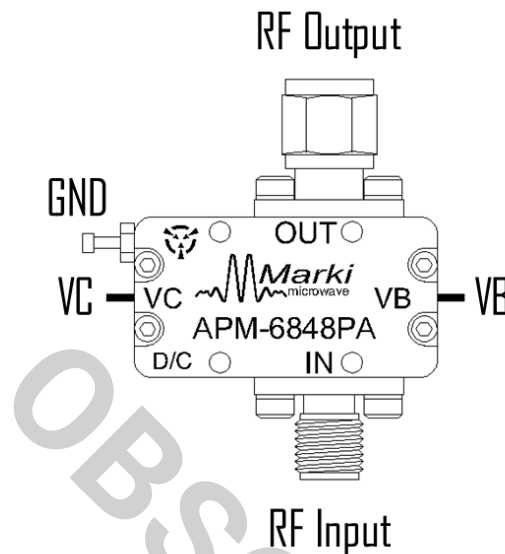 RF Output
GND
OUT
Marki
microwave
VC
VC
VB
VB
APM-6848PA
D/C
IN
OBS
RF Input